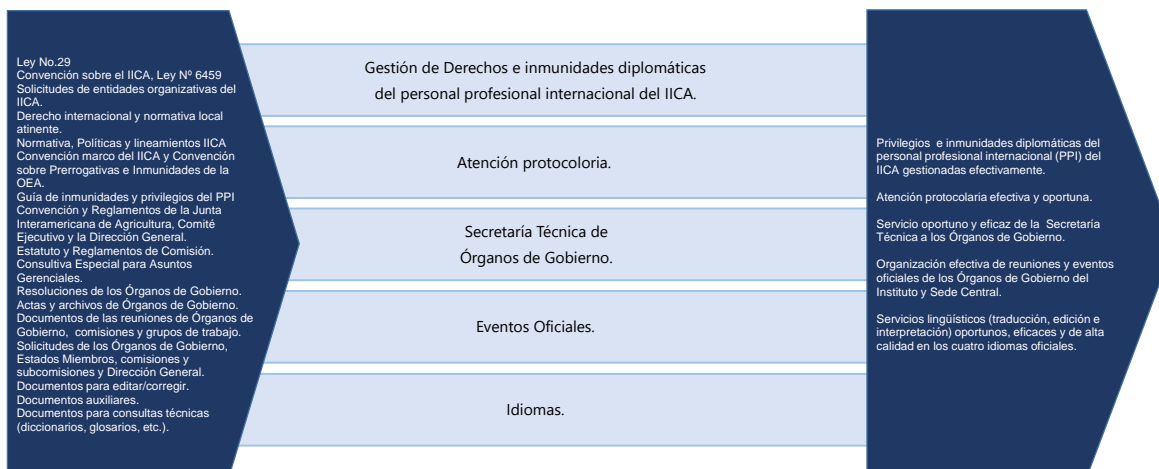 Ley No.29
Convención sobre el IICA, Ley Nº 6459
Solicitudes de entidades organizativas del
IICA.
Derecho internacional y normativa local
atinente.
Normativa, Políticas y lineamientos IICA
Convención marco del IICA y Convención
sobre Prerrogativas e Inmunidades de la
OEA.
Guía de inmunidades y privilegios del PPI
Convención y Reglamentos de la Junta
Interamericana de Agricultura, Comité
Ejecutivo y la Dirección General.
Estatuto y Reglamentos de Comisión.
Consultiva Especial para Asuntos
Gerenciales.
Resoluciones de los Órganos de Gobierno.
Actas y archivos de Órganos de Gobierno.
Documentos de las reuniones de Órganos de
Gobierno, comisiones y grupos de trabajo.
Solicitudes de los Órganos de Gobierno,
Estados Miembros, comisiones y
subcomisiones y Dirección General.
Documentos para editar/corregir.
Documentos auxiliares.
Documentos para consultas técnicas
(diccionarios, glosarios, etc.).
Gestión de Derechos e inmunidades diplomáticas
del personal profesional internacional del IICA.
Atención protocoloria.
Secretaría Técnica de
Órganos de Gobierno.
Eventos Oficiales.
Idiomas.
Privilegios e inmunidades diplomáticas del
personal profesional internacional (PPI) del
IICA gestionadas efectivamente.
Atención protocolaria efectiva y oportuna.
Servicio oportuno y eficaz de la Secretaría
Técnica a los Órganos de Gobierno.
Organización efectiva de reuniones y eventos
oficiales de los Órganos de Gobierno del
Instituto y Sede Central.
Servicios lingüísticos (traducción, edición e
interpretación) oportunos, eficaces y de alta
calidad en los cuatro idiomas oficiales.